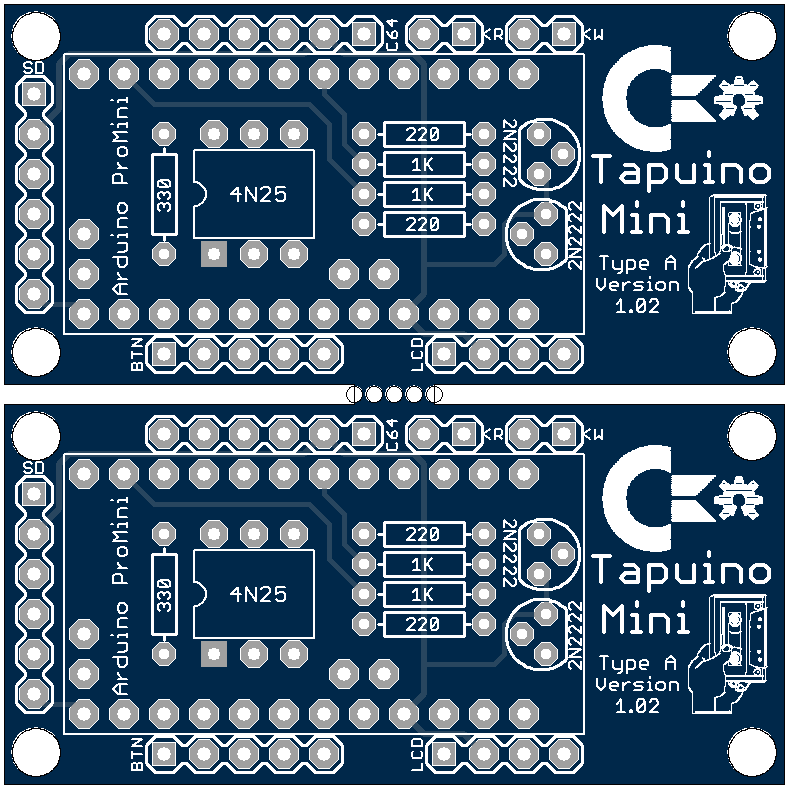 C64
KR
KW
SD
Arduino ProMini
330
4N25
220
1K
1K
220
2N2222
2N2222
Tapuino
Mini
Type A
Version
1.02
BTN
LCD
C64
KR
KW
SD
Arduino ProMini
330
4N25
220
1K
1K
220
2N2222
2N2222
Tapuino
Mini
Type A
Version
1.02
BTN
LCD